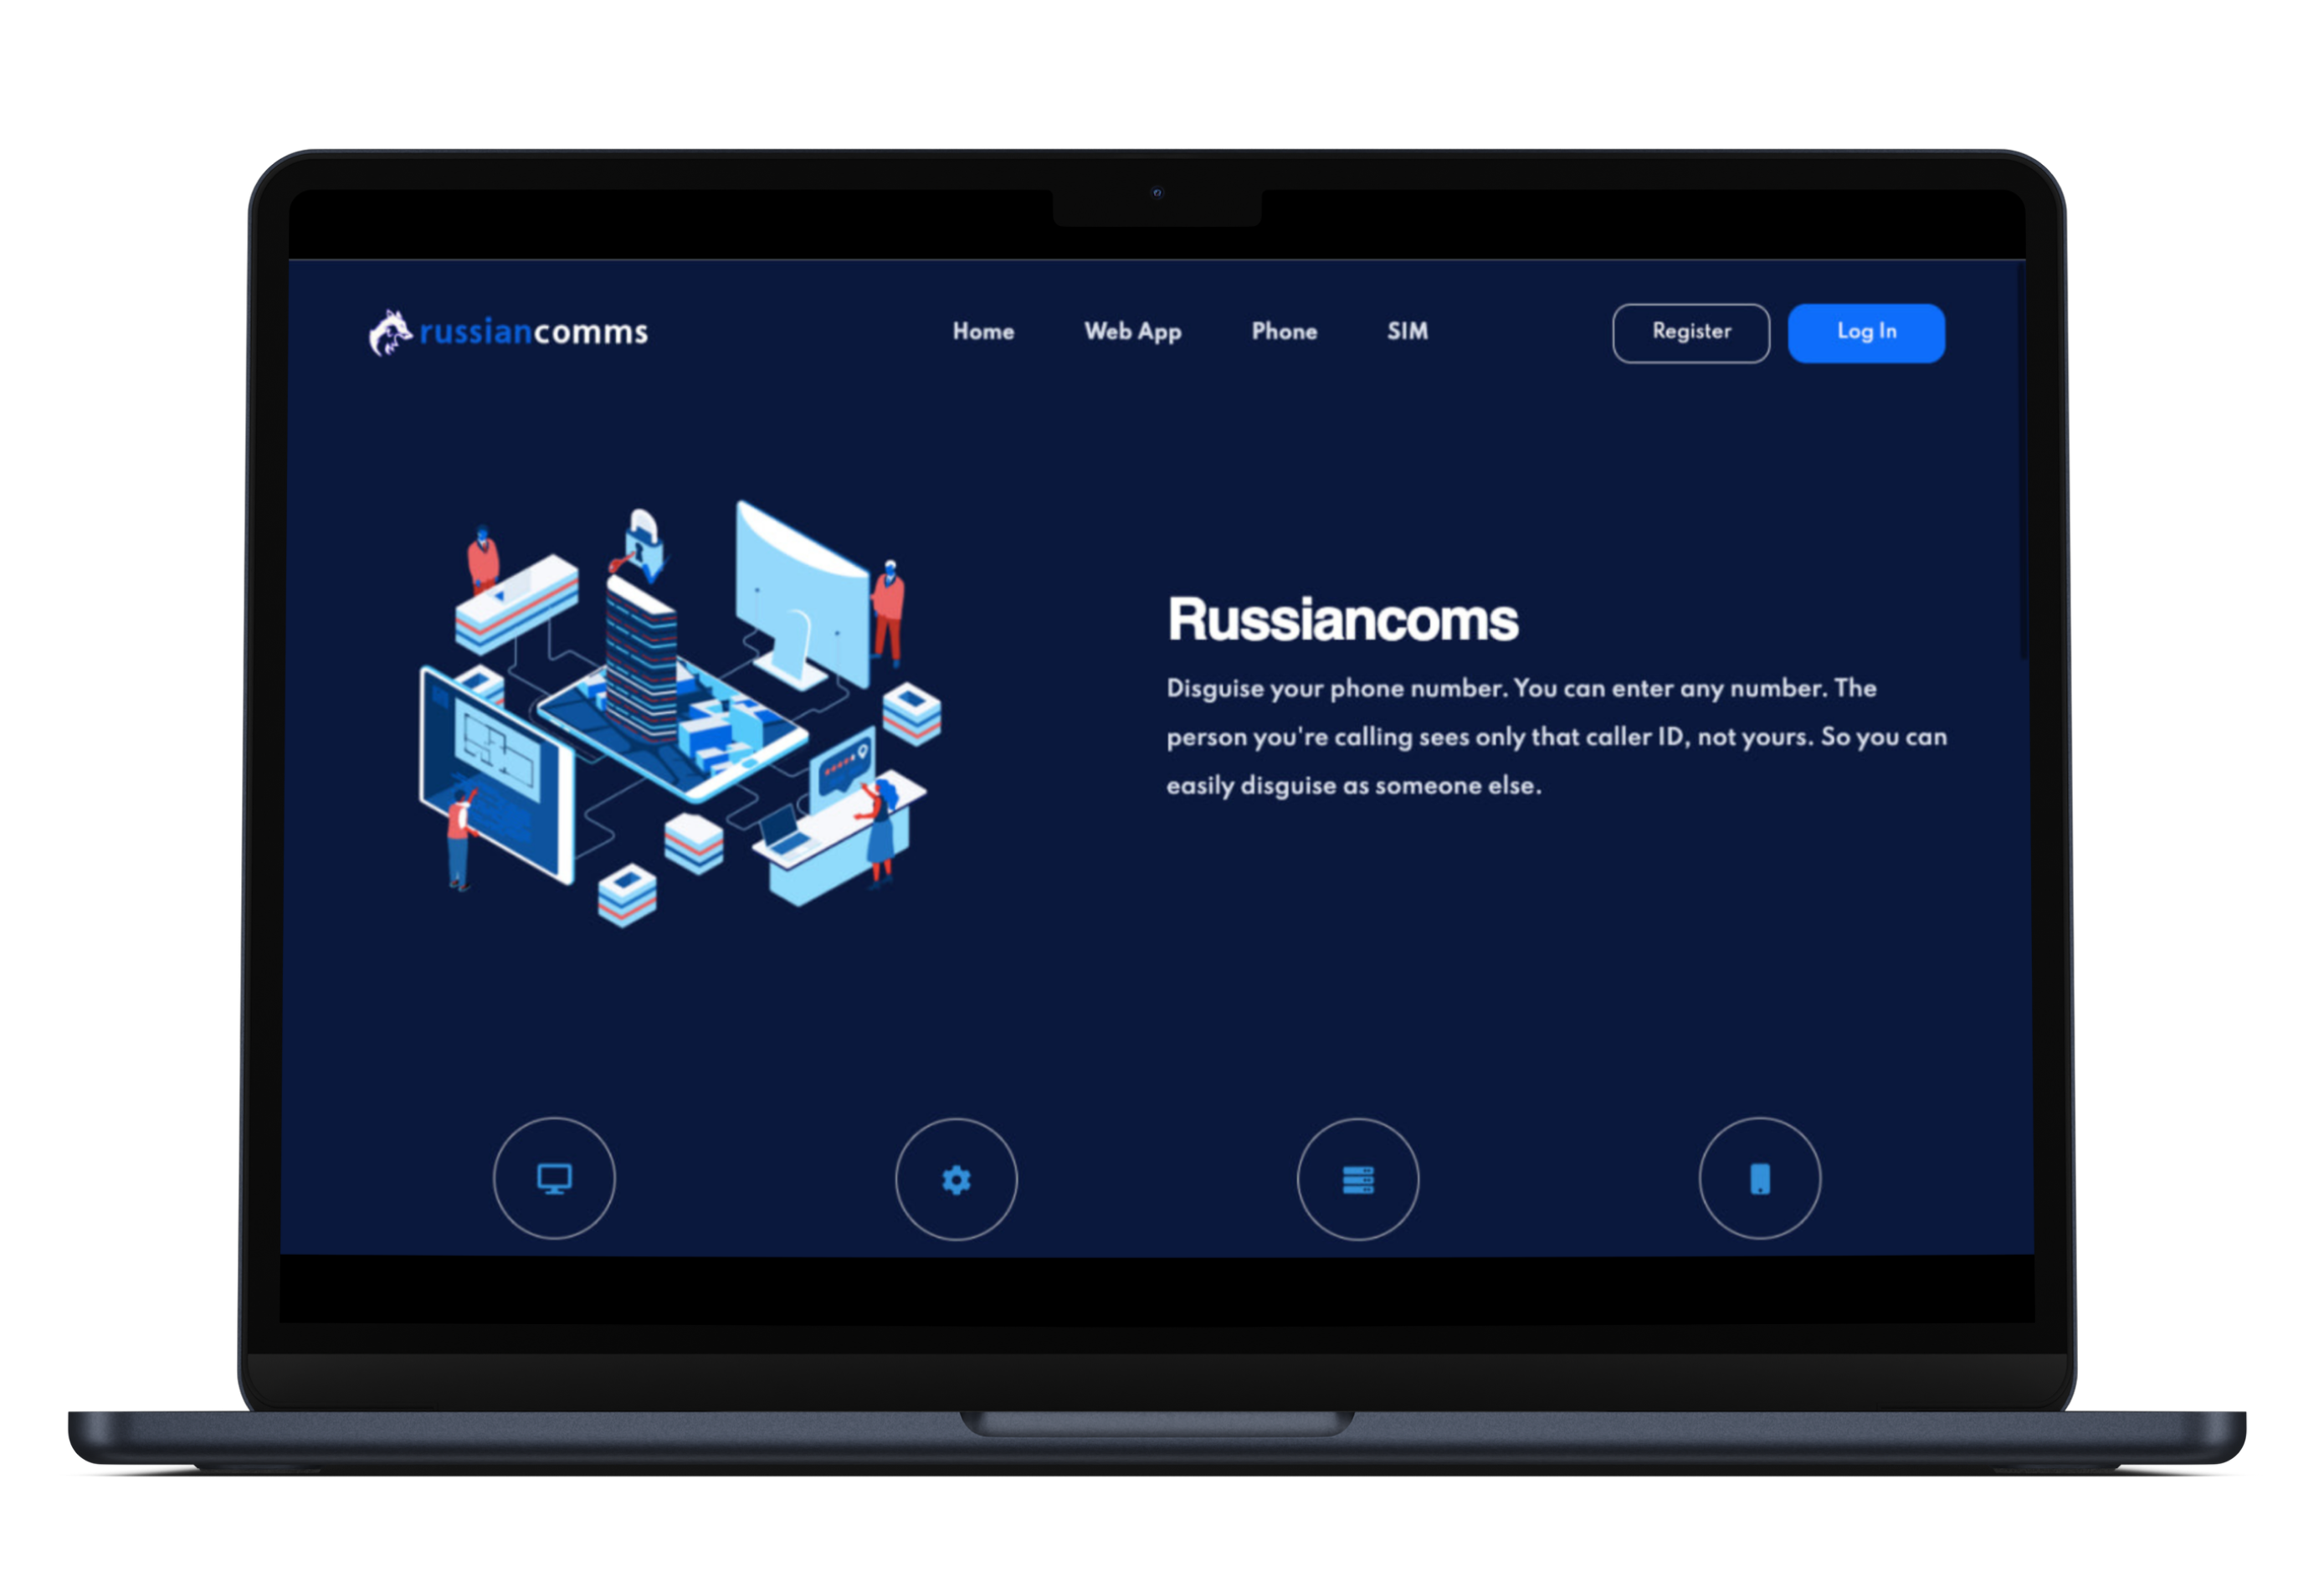 russiancomms
Home
Web App
Phone
SIM
Register
Log In
Russiancoms
Disguise your phone number. You can enter any number. The
person you're calling sees only that caller ID, not yours. So you can
easily disguise as someone else.